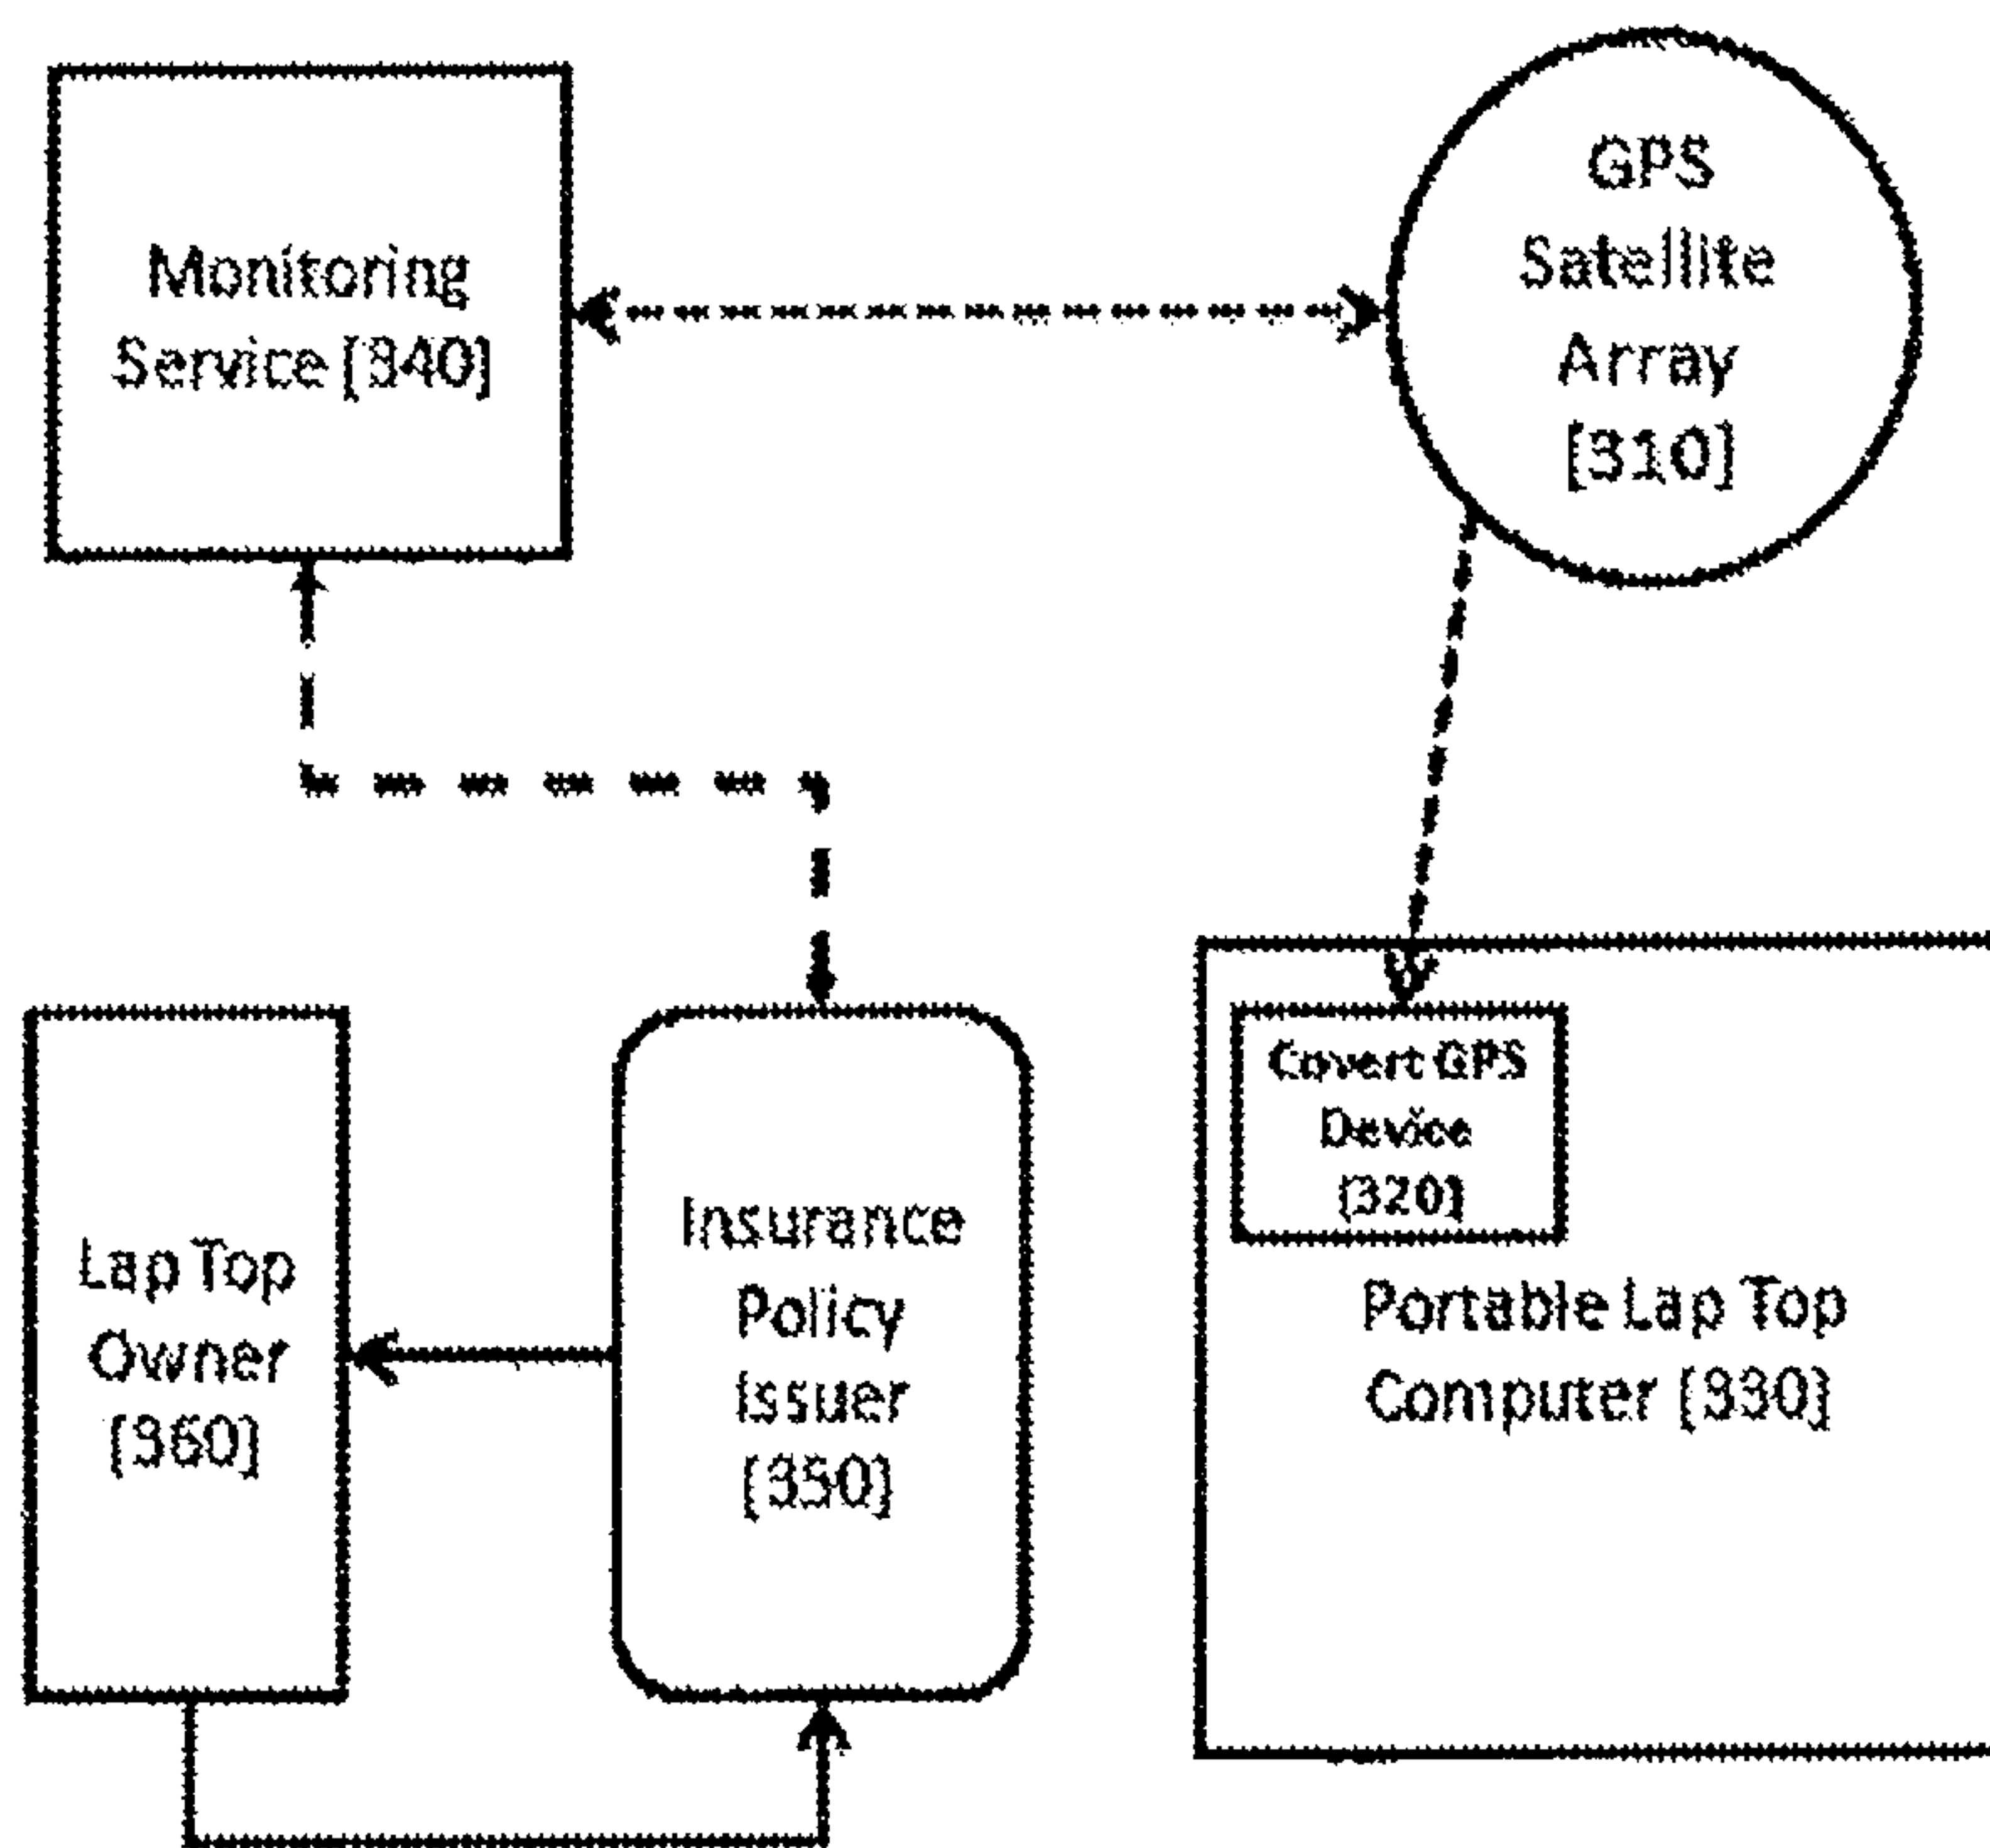 Monitoring
Service [340]
GPS
Satellite
Array
[310]
Covert GPS
Device
[320]
Portable Lap Top
Computer [330]
Lap Top
Owner
[360]
Insurance
Policy
Issuer
[350]